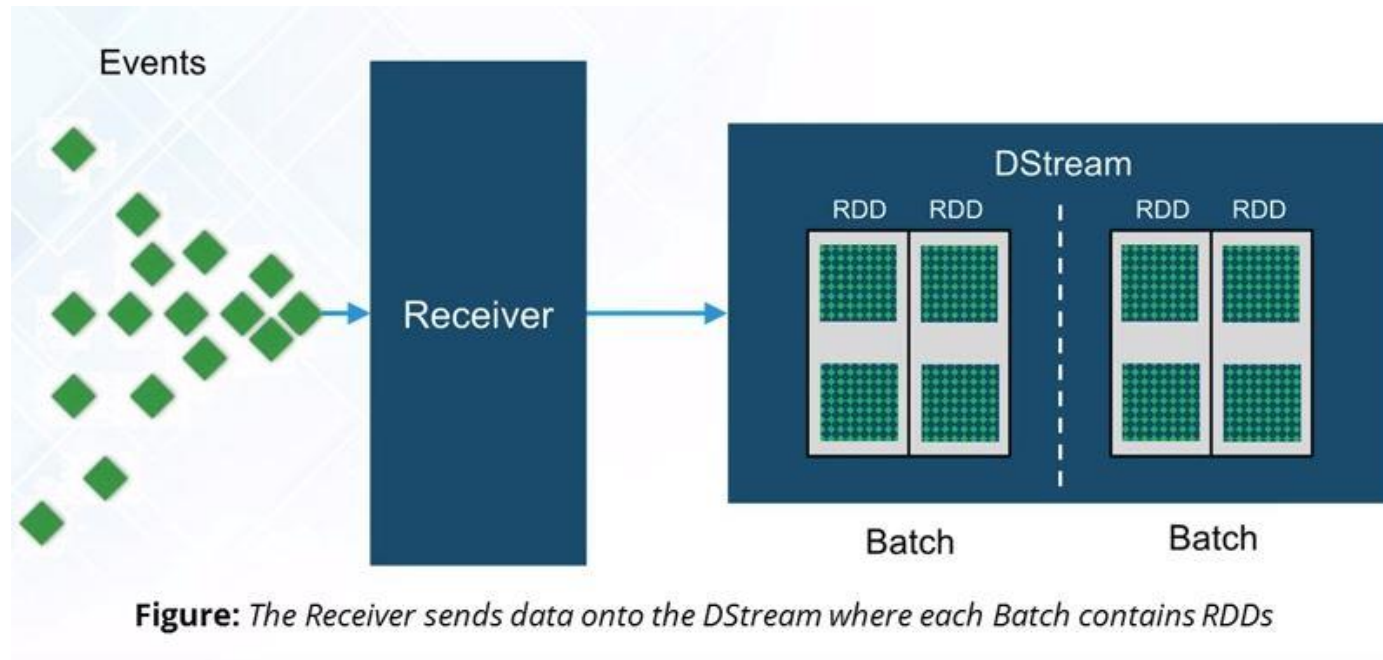 Events
Receiver
DStream
RDD RDD RDD RDD
Batch Batch
Figure: The Receiver sends data onto the DStream where each Batch contains RDDs